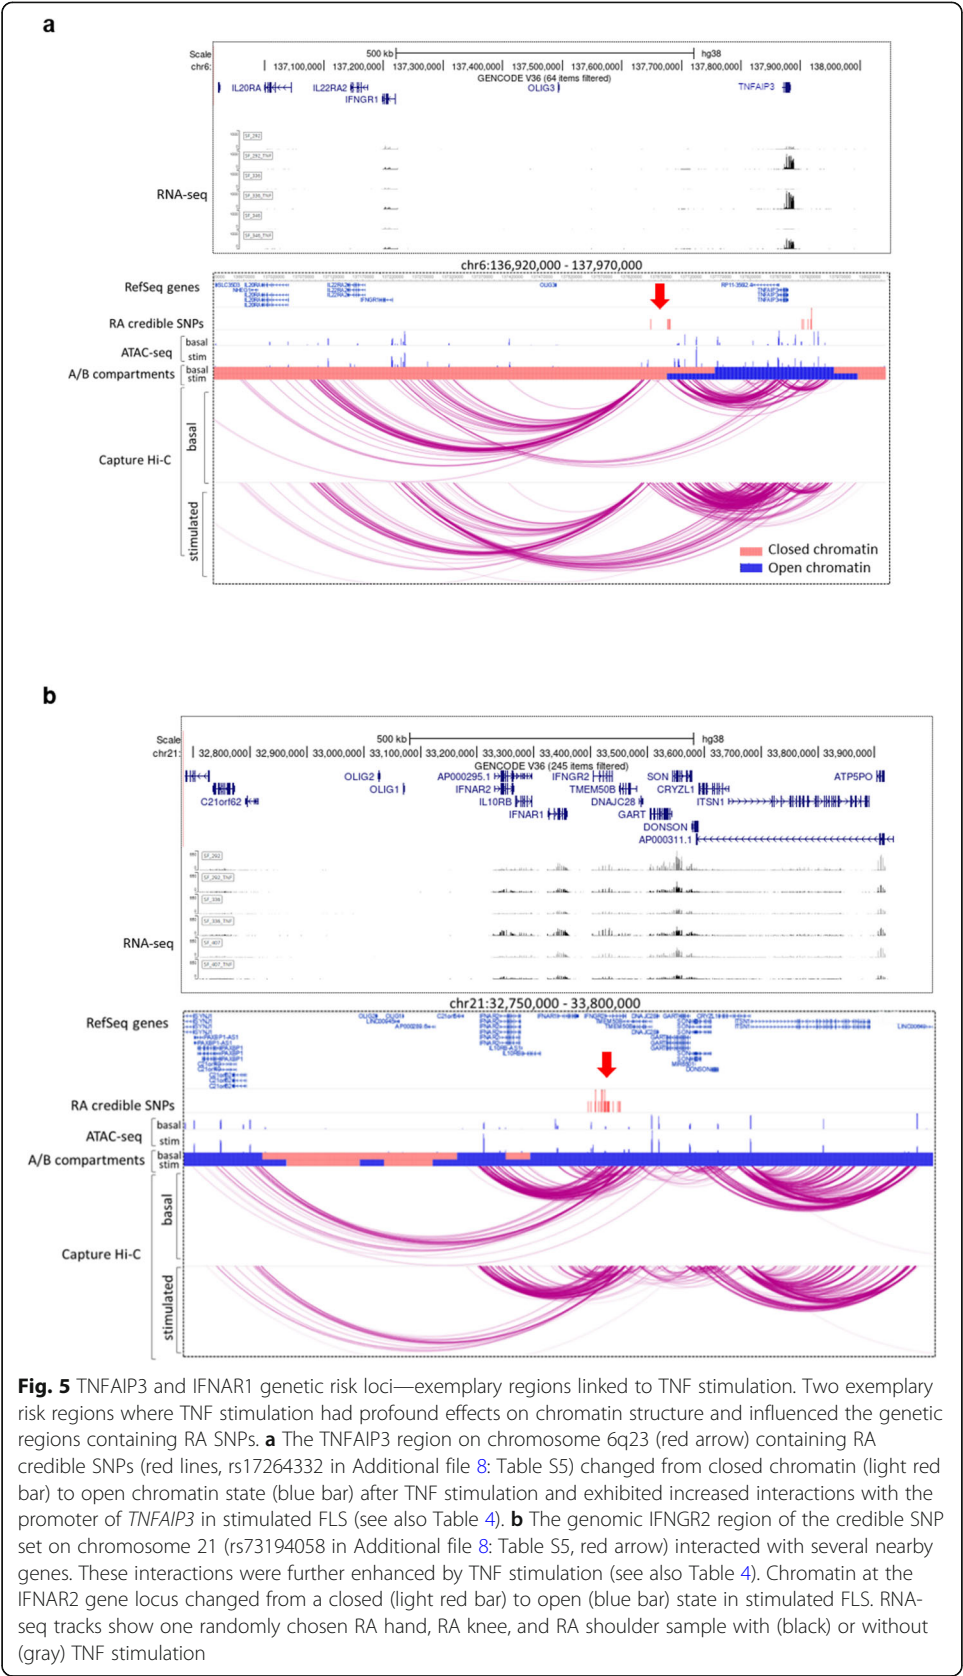 a
Scale
500 kb
hg38
chr6:
137,100,000
137,200,000
137,300,000
137,400,000
137,500,000
137,600,000
137,700,000
137,800,000
137,900,000
138,000,000
GENCODE V36 (64 items filtered)
IL20RA
IL22RA2
IFNGR1
OLIG3
TNFAIP3
SF_292
SF_292_TNF
SF_336
SF_336_TNF
RNA-seq
chr6:136,920,000 - 137,970,000
RefSeq genes
RA credible SNPs
ATAC-seq
basal
stim
A/B compartments
basal
stim
Capture Hi-C
basal
stimulated
Closed chromatin
Open chromatin
b
Scale
500 kb
hg38
chr21:
32,800,000
32,900,000
33,000,000
33,100,000
33,200,000
33,300,000
33,400,000
33,500,000
33,600,000
33,700,000
33,800,000
33,900,000
GENCODE V36 (245 items filtered)
C21orf62
OLIG2
OLIG1
AP000295.1
IFNAR2
IL10RB
IFNAR1
IFNGR2
TMEM50B
DNAJC28
GART
SON
CRYZL1
DONSON
AP000311.1
ITSN1
ATP5PO
SF_292
SF_292_TNF
SF_336
SF_336_TNF
SF_407
SF_407_TNF
RNA-seq
chr21:32,750,000 - 33,800,000
RefSeq genes
RA credible SNPs
ATAC-seq
basal
stim
A/B compartments
basal
stim
Capture Hi-C
basal
stimulated
Fig. 5 TNFAIP3 and IFNAR1 genetic risk loci—exemplary regions linked to TNF stimulation. Two exemplary
risk regions where TNF stimulation had profound effects on chromatin structure and influenced the genetic
regions containing RA SNPs. a The TNFAIP3 region on chromosome 6q23 (red arrow) containing RA
credible SNPs (red lines, rs17264332 in Additional file 8: Table S5) changed from closed chromatin (light red
bar) to open chromatin state (blue bar) after TNF stimulation and exhibited increased interactions with the
promoter of TNFAIP3 in stimulated FLS (see also Table 4). b The genomic IFNGR2 region of the credible SNP
set on chromosome 21 (rs73194058 in Additional file 8: Table S5, red arrow) interacted with several nearby
genes. These interactions were further enhanced by TNF stimulation (see also Table 4). Chromatin at the
IFNAR2 gene locus changed from a closed (light red bar) to open (blue bar) state in stimulated FLS. RNA-
seq tracks show one randomly chosen RA hand, RA knee, and RA shoulder sample with (black) or without
(gray) TNF stimulation